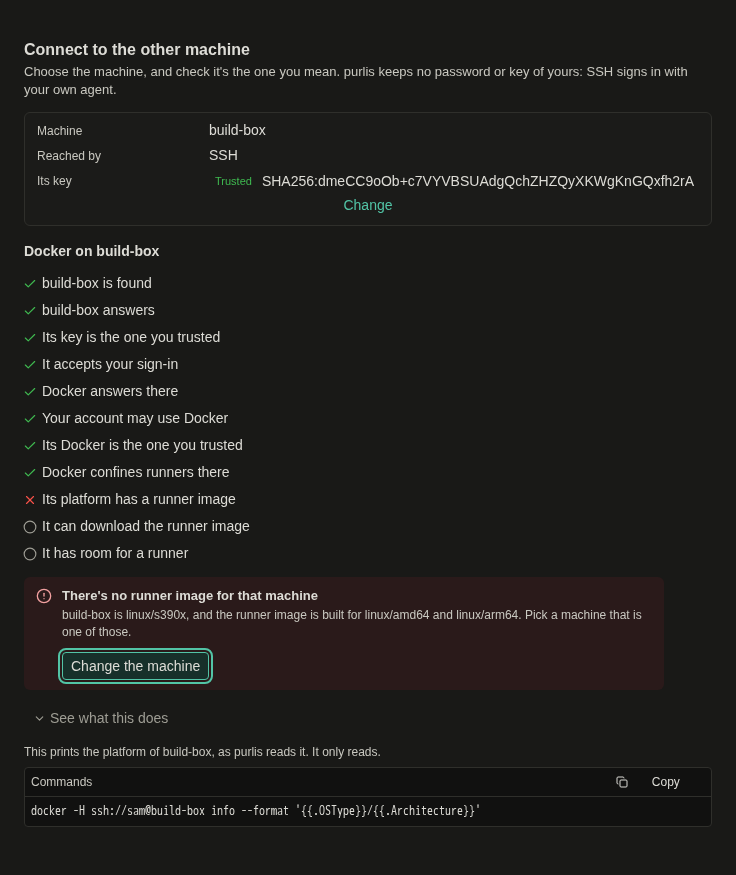 Connect to the other machine
Choose the machine, and check it's the one you mean. purlis keeps no password or key of yours: SSH signs in with
your own agent.
Machine build-box
Reached by SSH
Its key Trusted SHA256:dmeCC9oOb+c7VYVBSUAdgQchZHZQyXKWgKnGQxfh2rA
Change
Docker on build-box
build-box is found
build-box answers
Its key is the one you trusted
It accepts your sign-in
Docker answers there
Your account may use Docker
Its Docker is the one you trusted
Docker confines runners there
Its platform has a runner image
It can download the runner image
It has room for a runner
There's no runner image for that machine
build-box is linux/s390x, and the runner image is built for linux/amd64 and linux/arm64. Pick a machine that is
one of those.
Change the machine
See what this does
This prints the platform of build-box, as purlis reads it. It only reads.
Commands Copy
docker -H ssh://sam@build-box info --format '{{.OSType}}/{{.Architecture}}'